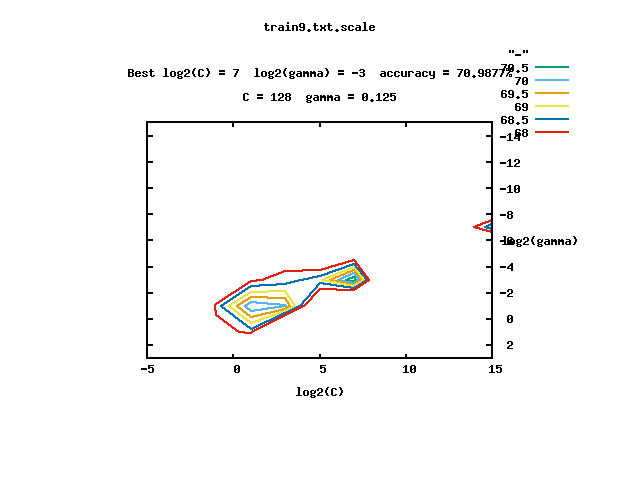 train9.txt.scale
"-"
Best log2(C) = 7  log2(gamma) = -3  accuracy = 70.9877%
70.5
70
C = 128  gamma = 0.125
69.5
69
68.5
68
-14
-12
-10
-8
-6
log2(gamma)
-4
-2
0
2
-5 0 5 10 15
log2(C)